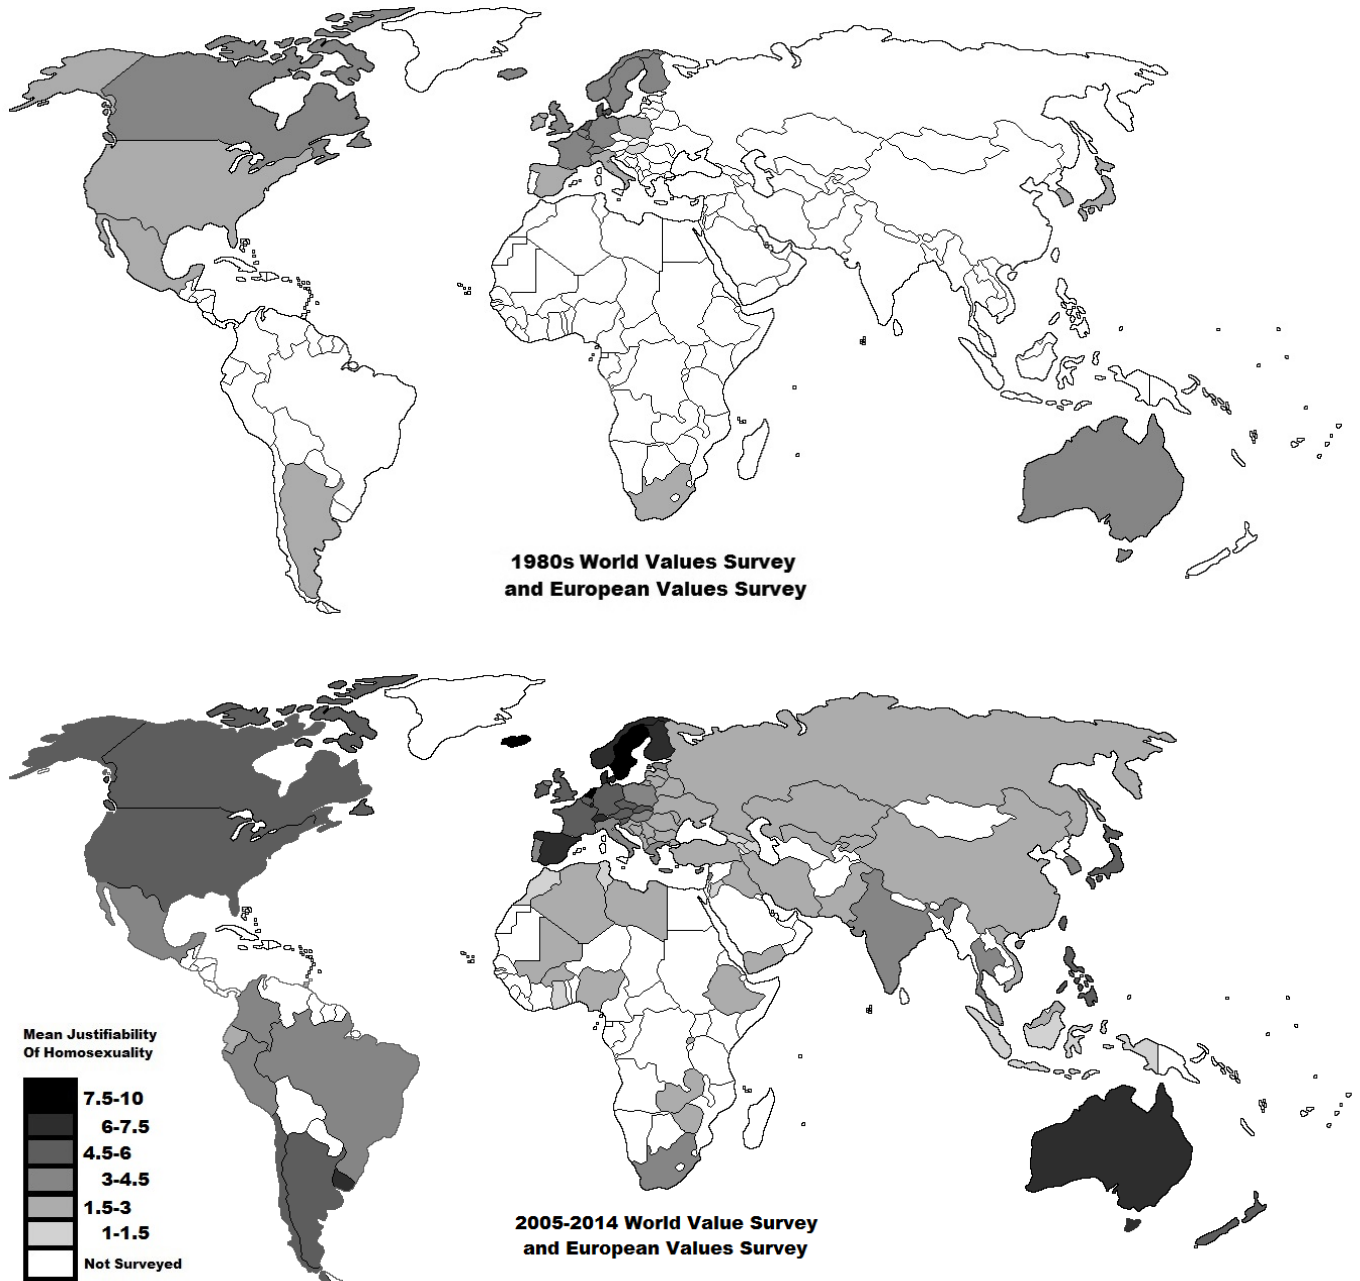 1980s World Values Survey
and European Values Survey
Mean Justifiability
Of Homosexuality
7.5-10
6-7.5
4.5-6
3-4.5
1.5-3
1-1.5
Not Surveyed
2005-2014 World Value Survey
and European Values Survey